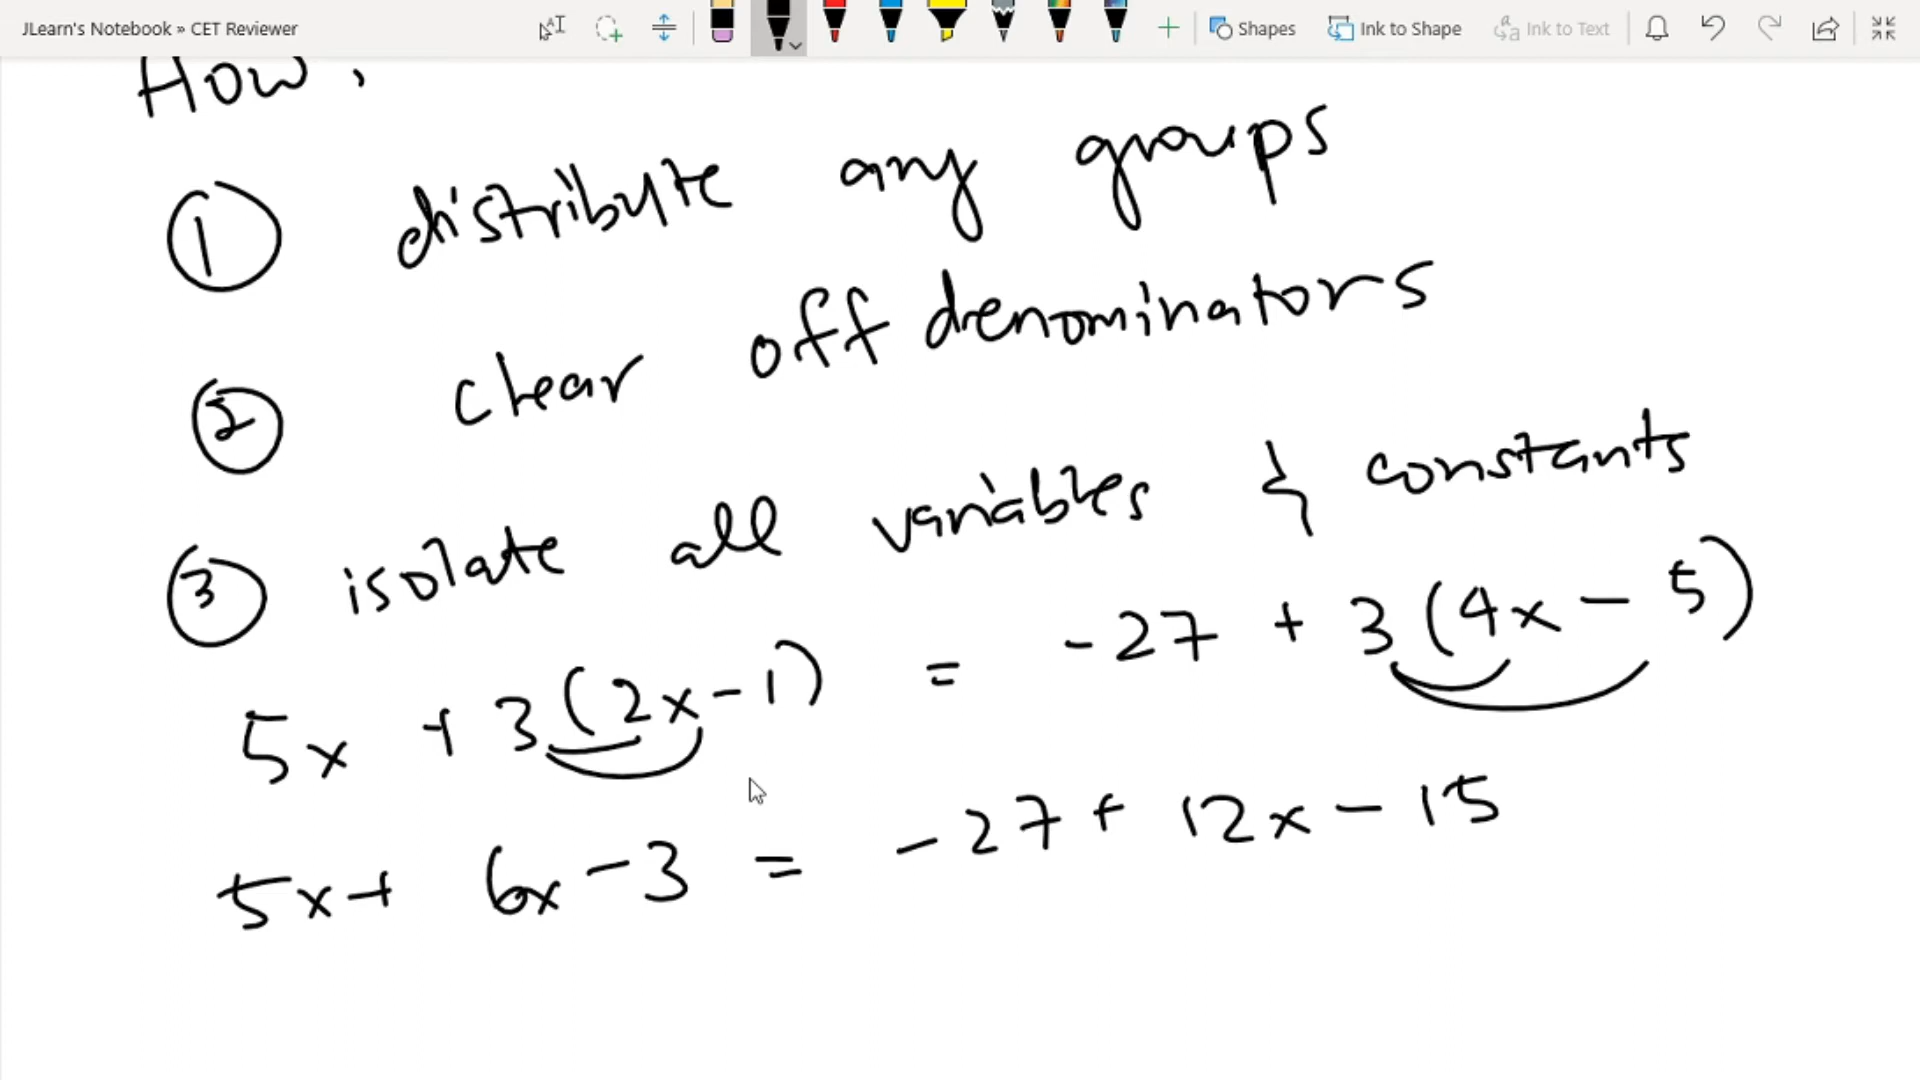 JLearn's Notebook » CET Reviewer Shapes Ink to Shape Ink to Text
How,
① distribute any groups
② clear off denominators
③ isolate all variables & constants
5x + 3(2x - 1) = -27 + 3(4x - 5)
5x + 6x - 3 = -27 + 12x - 15